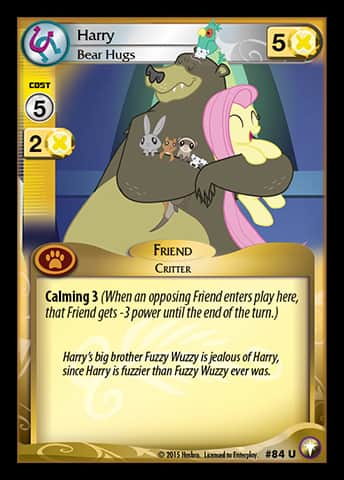 Harry
Bear Hugs
5
COST
5
2
FRIEND
CRITTER
Calming 3 (When an opposing Friend enters play here,
that Friend gets -3 power until the end of the turn.)
Harry's big brother Fuzzy Wuzzy is jealous of Harry,
since Harry is fuzzier than Fuzzy Wuzzy ever was.
© 2015 Hasbro. Licensed to Enterplay. #84 U